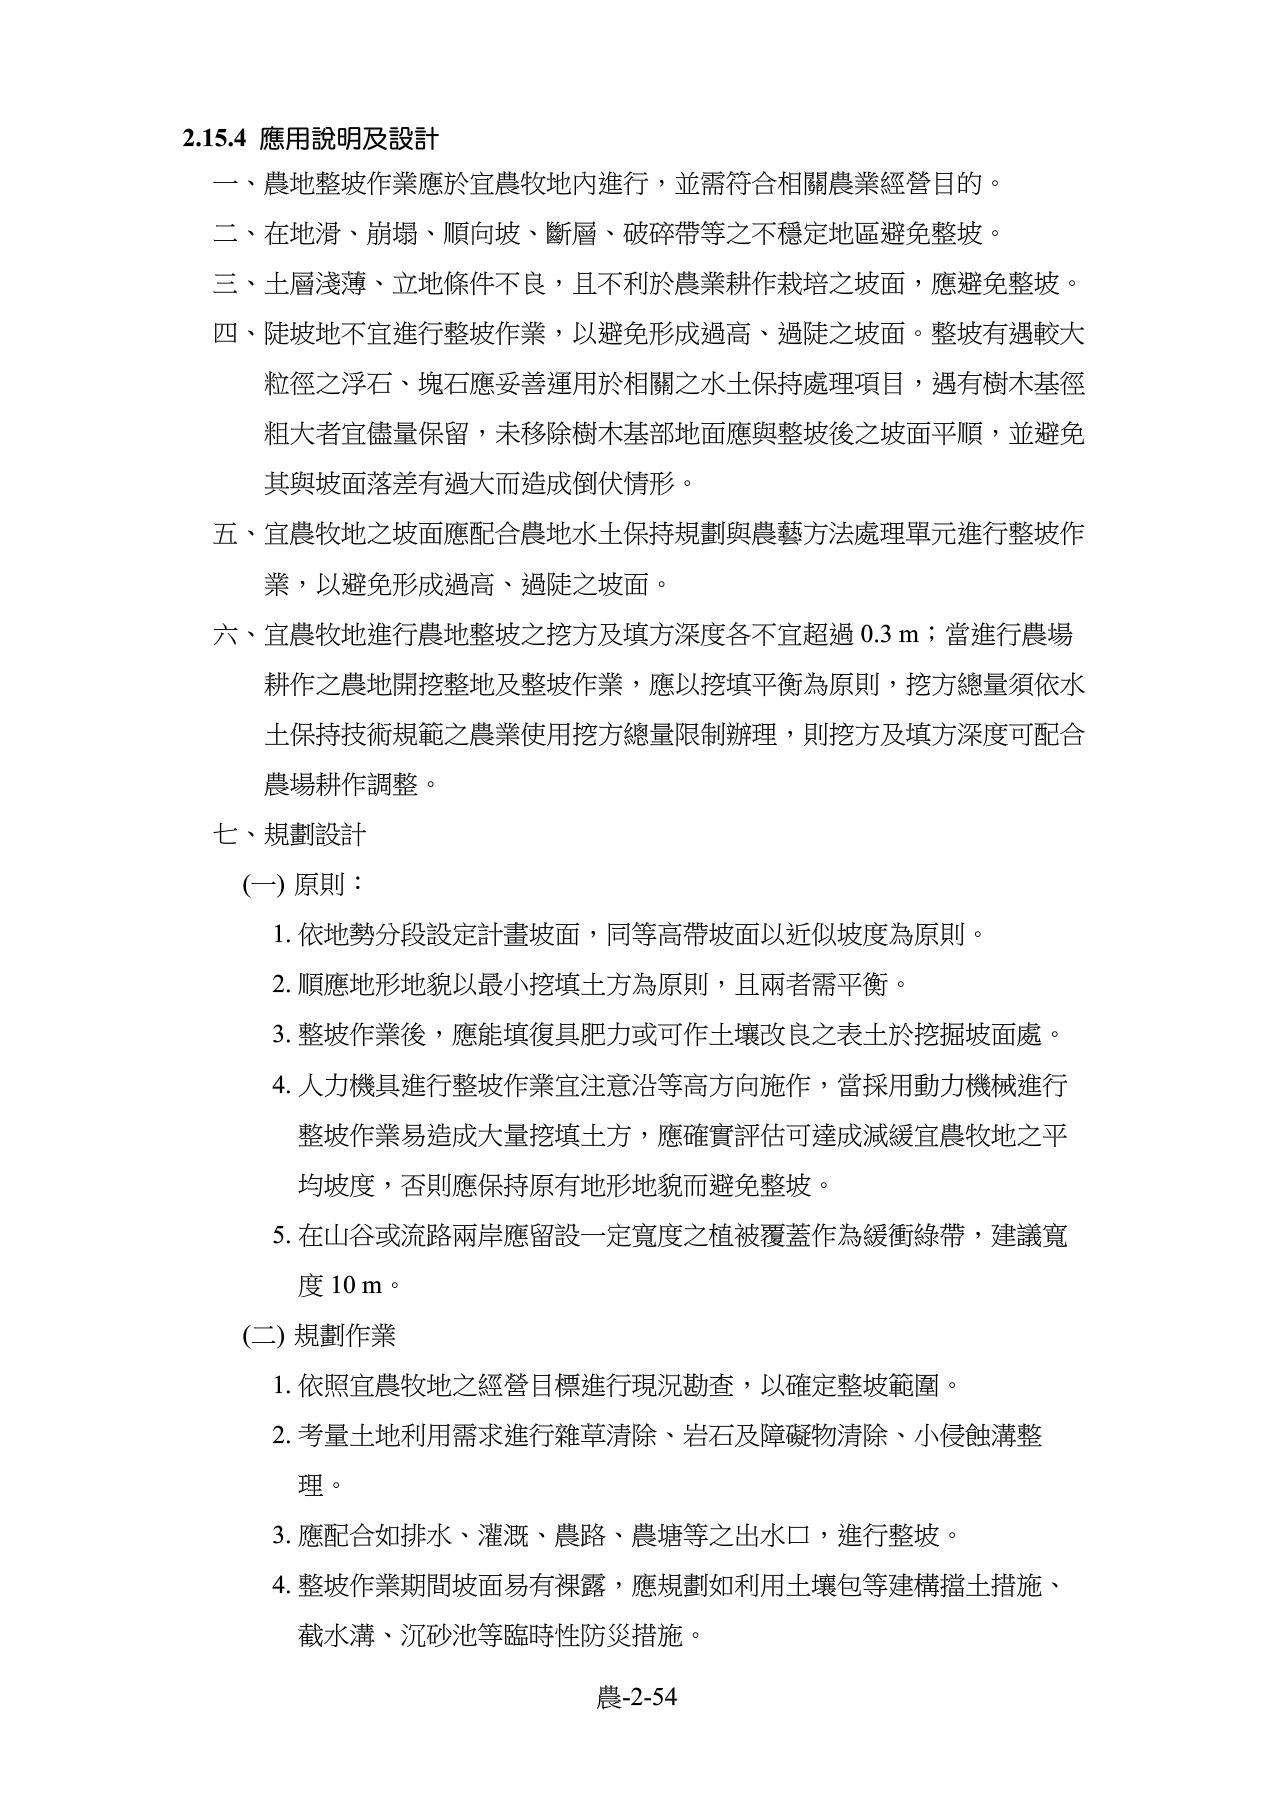 2.15.4 應用說明及設計
一、農地整坡作業應於宜農牧地內進行，並需符合相關農業經營目的。
二、在地滑、崩塌、順向坡、斷層、破碎帶等之不穩定地區避免整坡。
三、土層淺薄、立地條件不良，且不利於農業耕作栽培之坡面，應避免整坡。
四、陡坡地不宜進行整坡作業，以避免形成過高、過陡之坡面。整坡有遇較大
粒徑之浮石、塊石應妥善運用於相關之水土保持處理項目，遇有樹木基徑
粗大者宜儘量保留，未移除樹木基部地面應與整坡後之坡面平順，並避免
其與坡面落差有過大而造成倒伏情形。
五、宜農牧地之坡面應配合農地水土保持規劃與農藝方法處理單元進行整坡作
業，以避免形成過高、過陡之坡面。
六、宜農牧地進行農地整坡之挖方及填方深度各不宜超過 0.3 m；當進行農場
耕作之農地開挖整地及整坡作業，應以挖填平衡為原則，挖方總量須依水
土保持技術規範之農業使用挖方總量限制辦理，則挖方及填方深度可配合
農場耕作調整。
七、規劃設計
(一) 原則：
1. 依地勢分段設定計畫坡面，同等高帶坡面以近似坡度為原則。
2. 順應地形地貌以最小挖填土方為原則，且兩者需平衡。
3. 整坡作業後，應能填復具肥力或可作土壤改良之表土於挖掘坡面處。
4. 人力機具進行整坡作業宜注意沿等高方向施作，當採用動力機械進行
整坡作業易造成大量挖填土方，應確實評估可達成減緩宜農牧地之平
均坡度，否則應保持原有地形地貌而避免整坡。
5. 在山谷或流路兩岸應留設一定寬度之植被覆蓋作為緩衝綠帶，建議寬
度 10 m。
(二) 規劃作業
1. 依照宜農牧地之經營目標進行現況勘查，以確定整坡範圍。
2. 考量土地利用需求進行雜草清除、岩石及障礙物清除、小侵蝕溝整
理。
3. 應配合如排水、灌溉、農路、農塘等之出水口，進行整坡。
4. 整坡作業期間坡面易有裸露，應規劃如利用土壤包等建構擋土措施、
截水溝、沉砂池等臨時性防災措施。
農-2-54